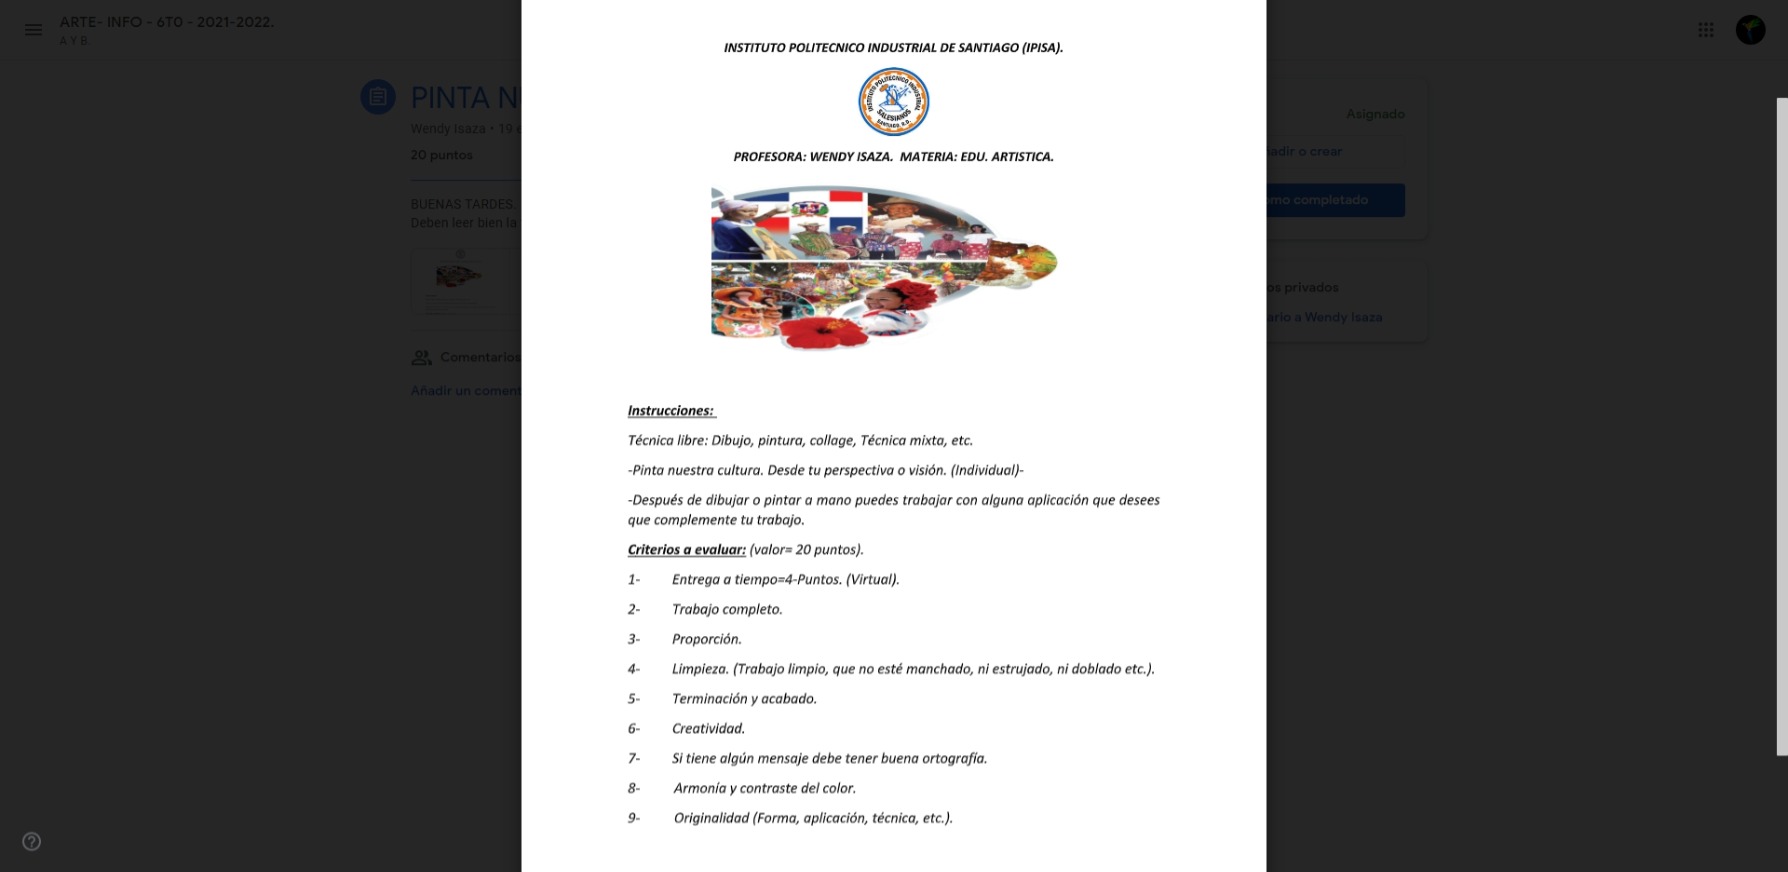 ARTE- INFO - 6TO - 2021-2022.
A Y B.
INSTITUTO POLITECNICO INDUSTRIAL DE SANTIAGO (IPISA).
INSTITUTO POLITECNICO INDUSTRIAL
SALESIANOS
SANTIAGO, R.D.
PROFESORA: WENDY ISAZA. MATERIA: EDU. ARTISTICA.
PINTA N
Wendy Isaza • 19 e
20 puntos
BUENAS TARDES.
Deben leer bien la
Comentarios
Añadir un coment
Asignado
adir o crear
mo completado
os privados
ario a Wendy Isaza
Instrucciones:
Técnica libre: Dibujo, pintura, collage, Técnica mixta, etc.
-Pinta nuestra cultura. Desde tu perspectiva o visión. (Individual)-
-Después de dibujar o pintar a mano puedes trabajar con alguna aplicación que desees
que complemente tu trabajo.
Criterios a evaluar: (valor= 20 puntos).
1- Entrega a tiempo=4-Puntos. (Virtual).
2- Trabajo completo.
3- Proporción.
4- Limpieza. (Trabajo limpio, que no esté manchado, ni estrujado, ni doblado etc.).
5- Terminación y acabado.
6- Creatividad.
7- Si tiene algún mensaje debe tener buena ortografía.
8- Armonía y contraste del color.
9- Originalidad (Forma, aplicación, técnica, etc.).